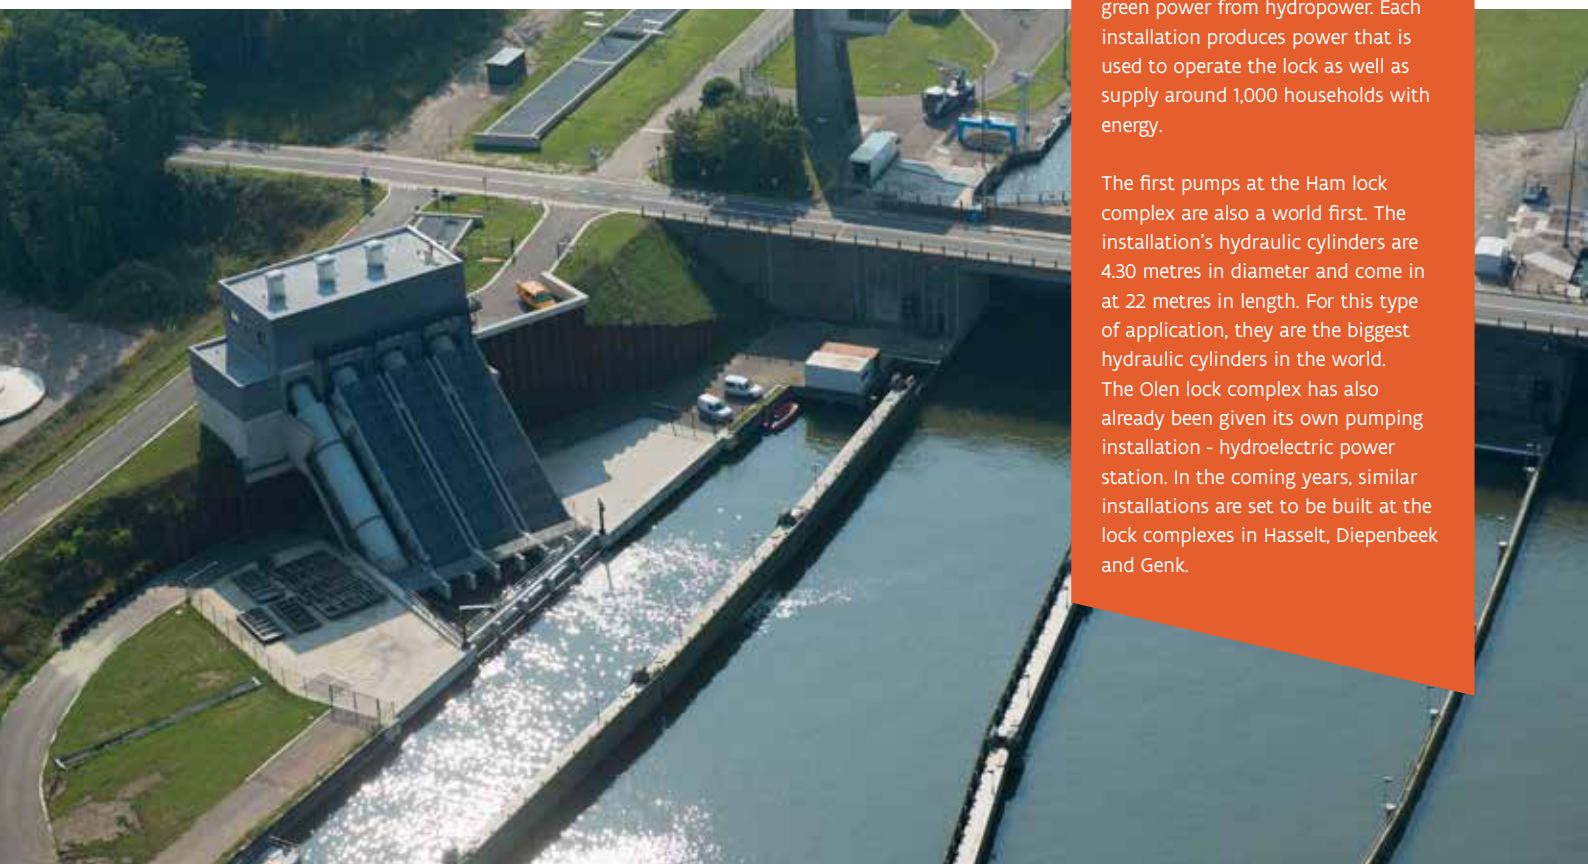 green power from hydropower. Each
installation produces power that is
used to operate the lock as well as
supply around 1,000 households with
energy.
The first pumps at the Ham lock
complex are also a world first. The
installation's hydraulic cylinders are
4.30 metres in diameter and come in
at 22 metres in length. For this type
of application, they are the biggest
hydraulic cylinders in the world.
The Olen lock complex has also
already been given its own pumping
installation - hydroelectric power
station. In the coming years, similar
installations are set to be built at the
lock complexes in Hasselt, Diepenbeek
and Genk.